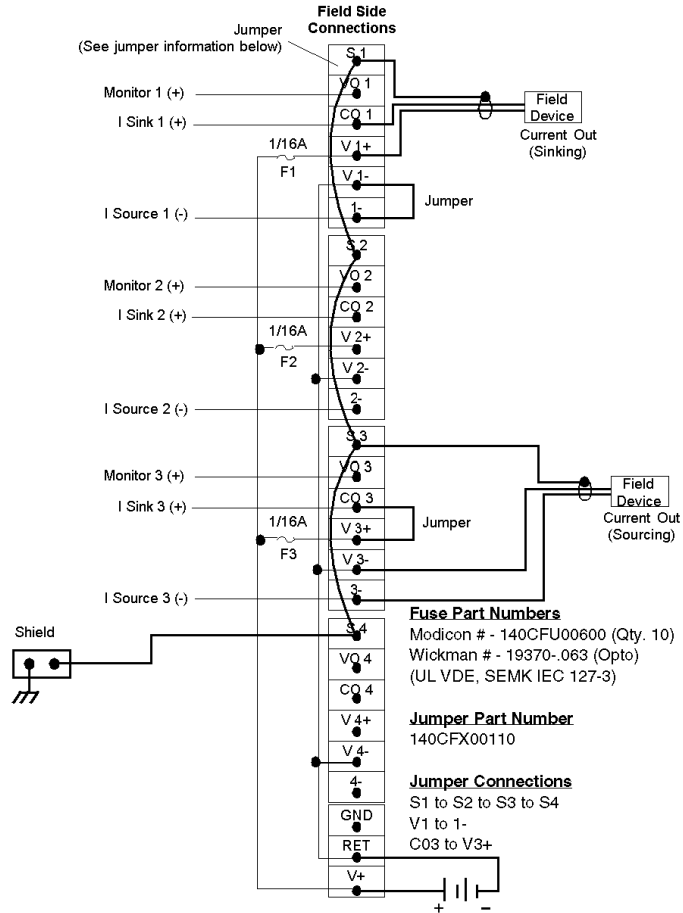 Field Side
Connections
Jumper
(See jumper information below)
S 1
VO 1
Monitor 1 (+)
CO 1
I Sink 1 (+)
Field
Device
Current Out
(Sinking)
1/16A
F1
V 1+
V 1-
Jumper
1-
I Source 1 (-)
S 2
VO 2
Monitor 2 (+)
CO 2
I Sink 2 (+)
1/16A
F2
V 2+
V 2-
2-
I Source 2 (-)
S 3
VO 3
Monitor 3 (+)
CO 3
I Sink 3 (+)
Field
Device
Current Out
(Sourcing)
1/16A
F3
V 3+
Jumper
V 3-
3-
I Source 3 (-)
Shield
S 4
VO 4
CO 4
V 4+
V 4-
4-
GND
RET
V+
+ -
Fuse Part Numbers
Modicon # - 140CFU00600 (Qty. 10)
Wickman # - 19370-.063 (Opto)
(UL VDE, SEMK IEC 127-3)
Jumper Part Number
140CFX00110
Jumper Connections
S1 to S2 to S3 to S4
V1 to 1-
C03 to V3+